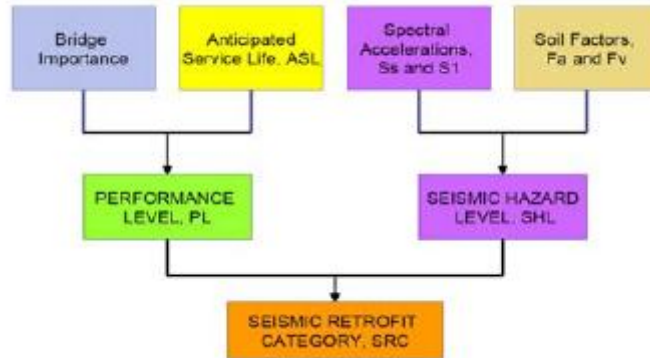 Bridge
Importance
Anticipated
Service Life, ASL
Spectral
Accelerations,
Ss and S1
Soil Factors,
Fa and Fv
PERFORMANCE
LEVEL, PL
SEISMIC HAZARD
LEVEL, SHL
SEISMIC RETROFIT
CATEGORY, SRC